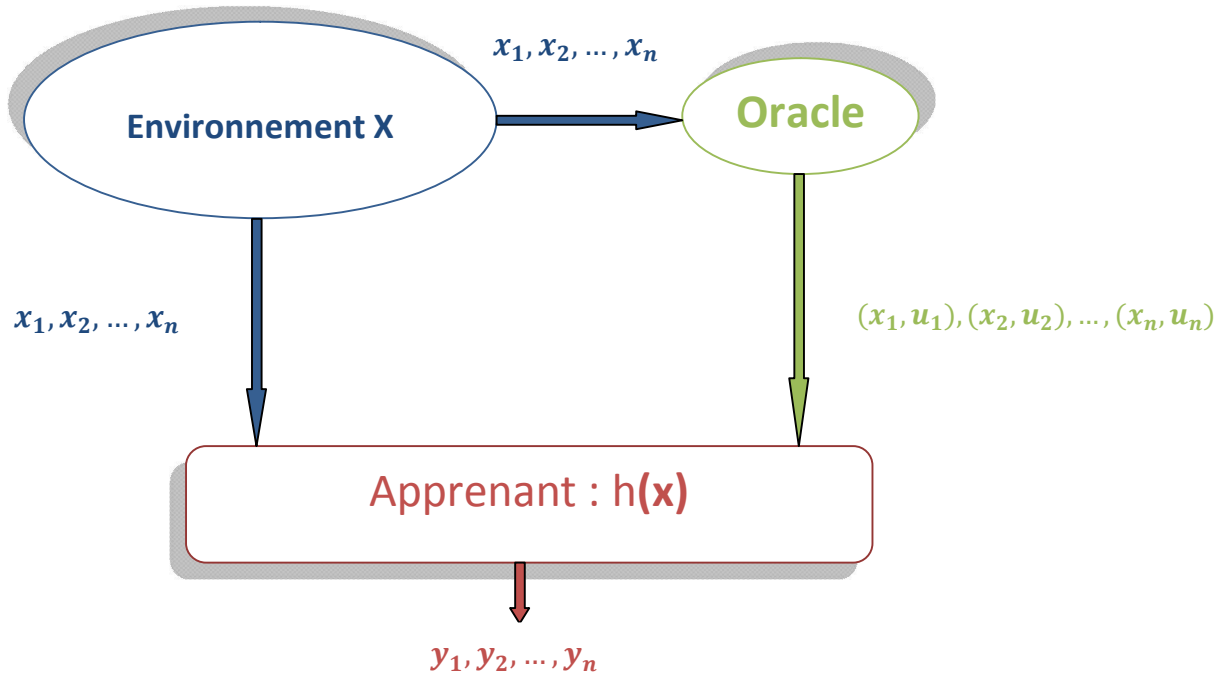 x₁, x₂, …, xₙ
Environnement X
Oracle
x₁, x₂, …, xₙ
(x₁, u₁), (x₂, u₂), …, (xₙ, uₙ)
Apprenant : h(x)
y₁, y₂, …, yₙ